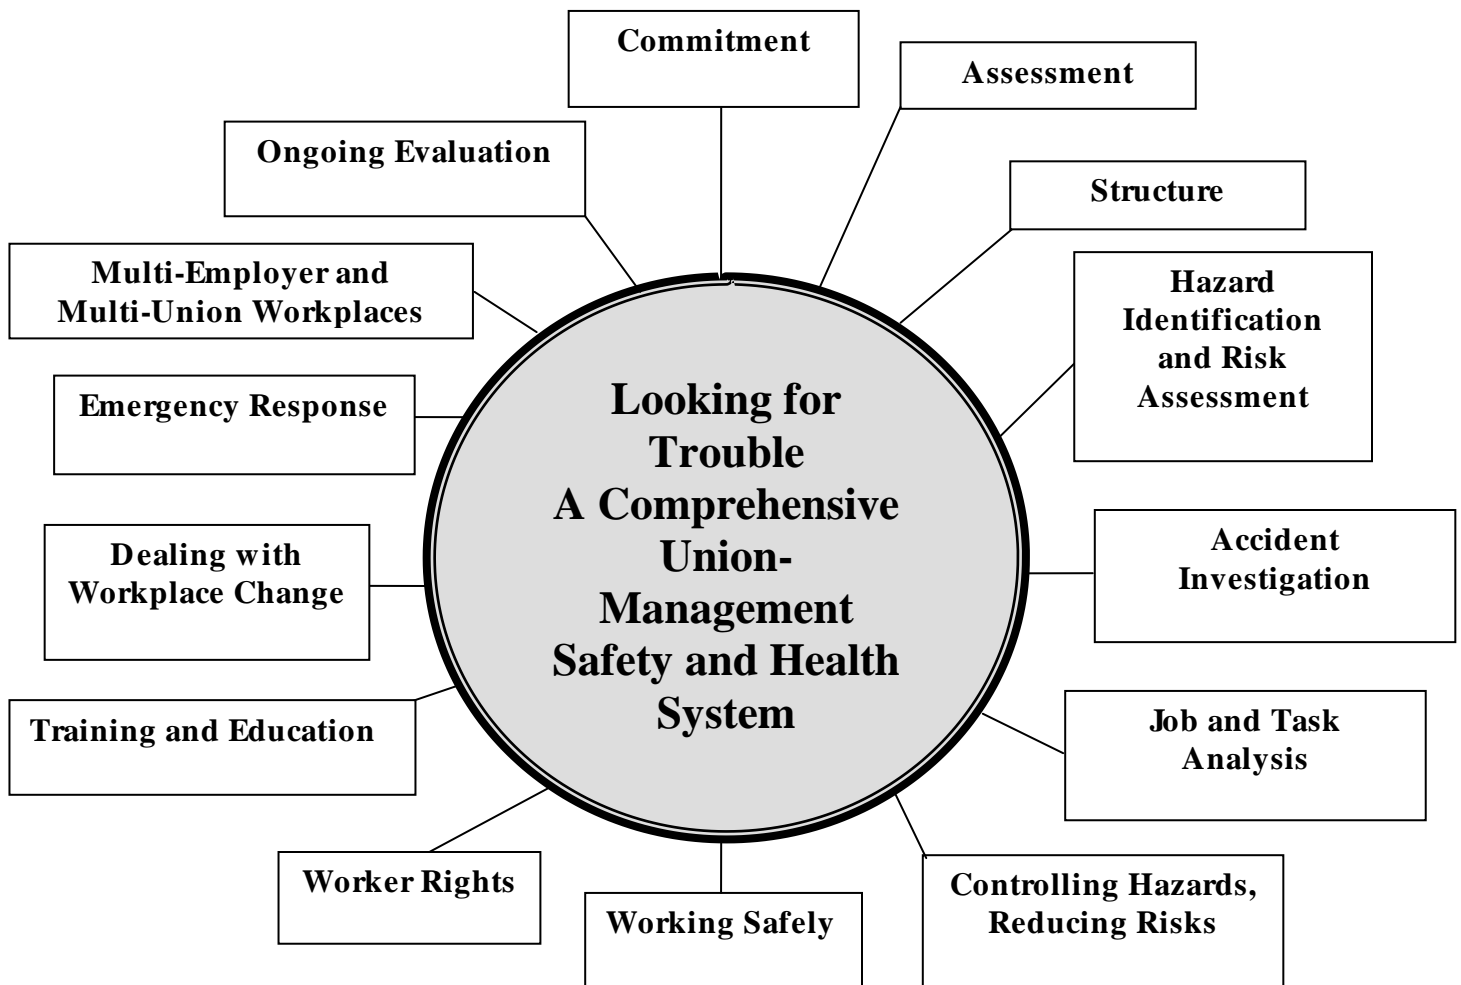 Commitment
Assessment
Ongoing Evaluation
Structure
Multi-Employer and
Multi-Union Workplaces
Hazard
Identification
and Risk
Assessment
Emergency Response
Looking for
Trouble
A Comprehensive
Union-
Management
Safety and Health
System
Accident
Investigation
Dealing with
Workplace Change
Training and Education
Job and Task
Analysis
Worker Rights
Working Safely
Controlling Hazards,
Reducing Risks